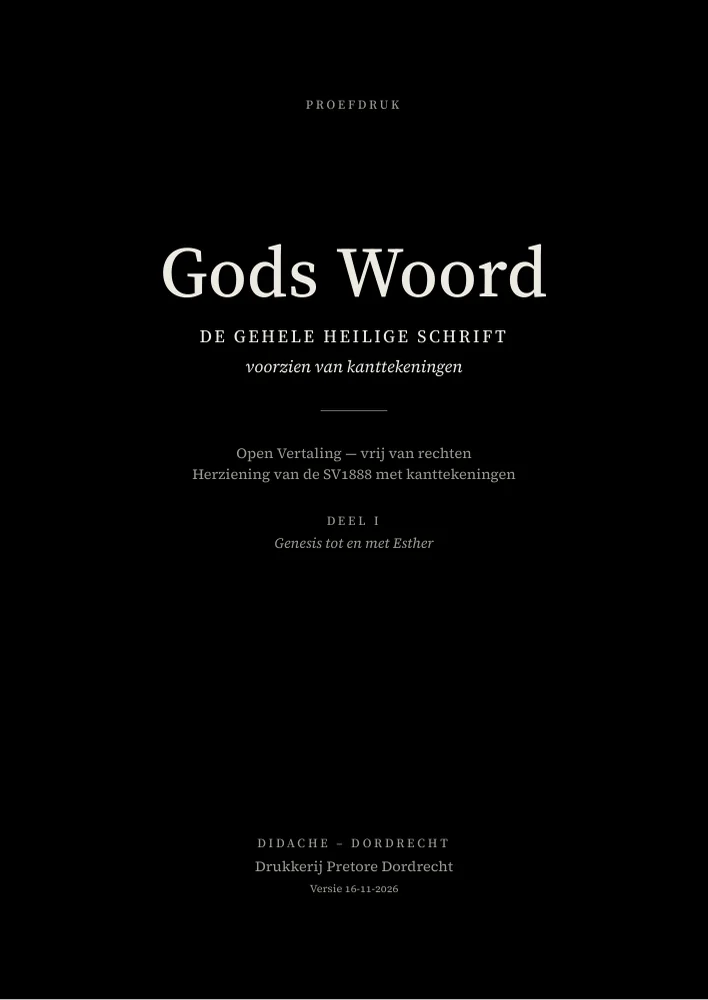 PROEFDRUK
Gods Woord
DE GEHELE HEILIGE SCHRIFT
voorzien van kanttekeningen
Open Vertaling — vrij van rechten
Herziening van de SV1888 met kanttekeningen
DEEL I
Genesis tot en met Esther
DIDACHE – DORDRECHT
Drukkerij Pretore Dordrecht
Versie 16-11-2026